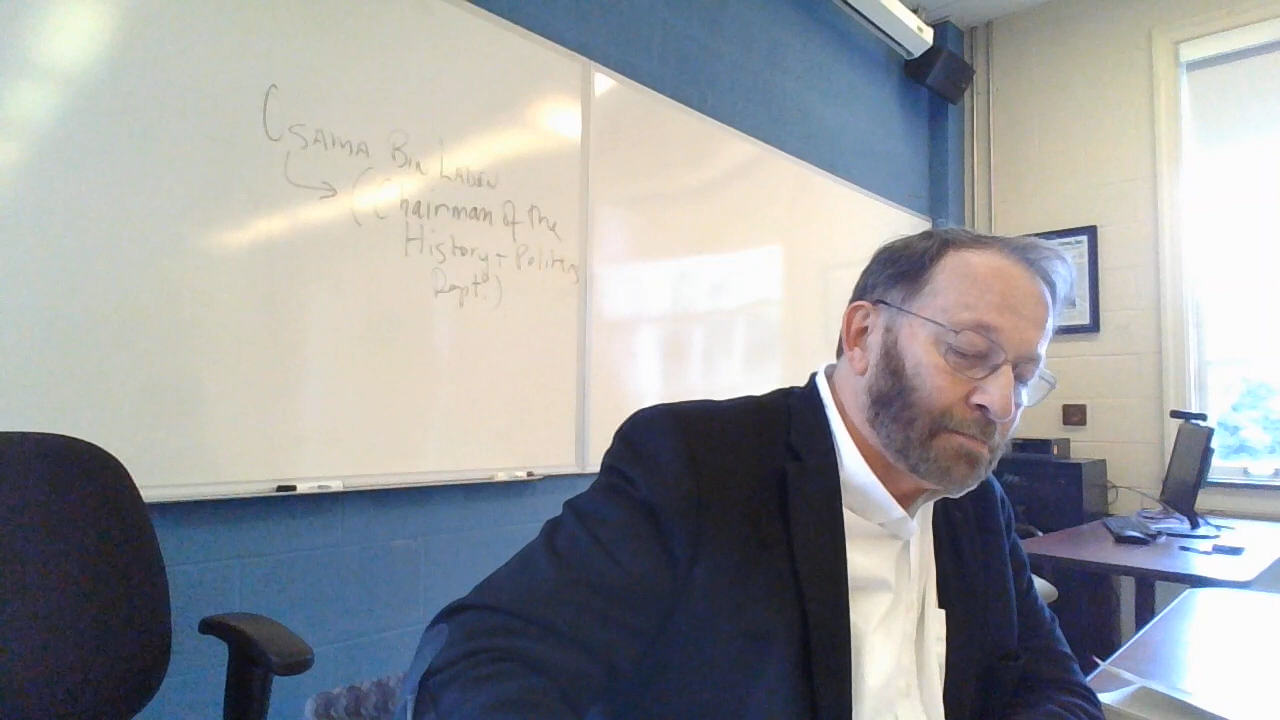 OSAMA BIN LADEN
(Chairman of the
History + Politics
Dept.)